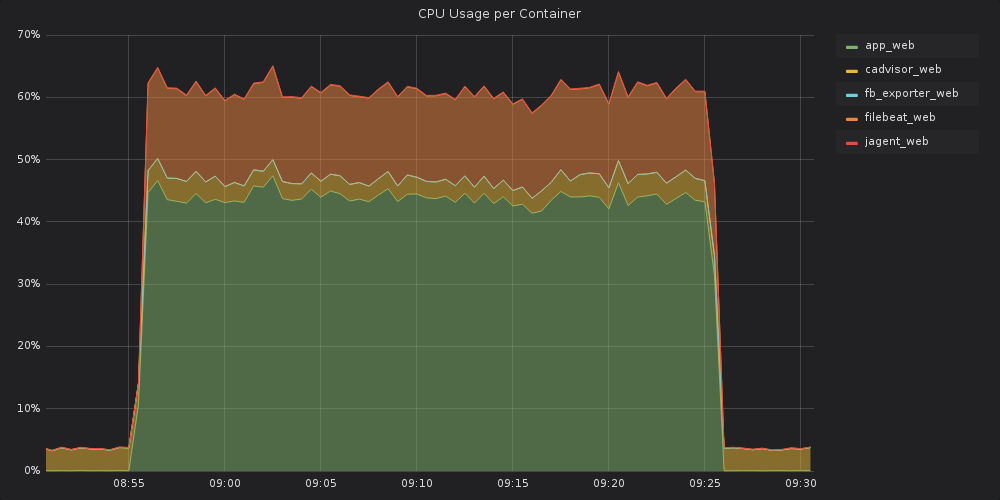 CPU Usage per Container
70%
60%
50%
40%
30%
20%
10%
0%
08:55 09:00 09:05 09:10 09:15 09:20 09:25 09:30
app_web
cadvisor_web
fb_exporter_web
filebeat_web
jagent_web